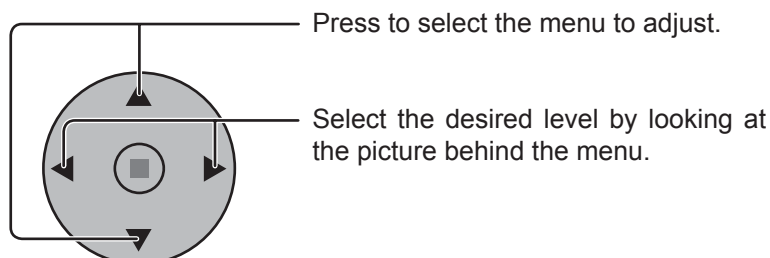 Press to select the menu to adjust.
Select the desired level by looking at
the picture behind the menu.